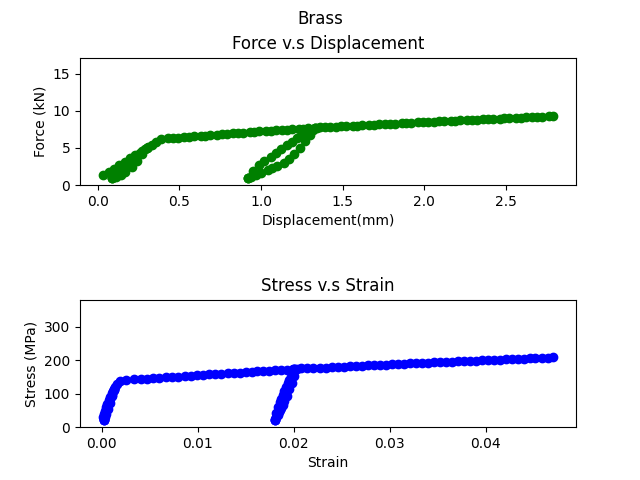 Brass
Force v.s Displacement
15
10
5
0
Force (kN)
0.0 0.5 1.0 1.5 2.0 2.5
Displacement(mm)
Stress v.s Strain
300
200
100
0
Stress (MPa)
0.00 0.01 0.02 0.03 0.04
Strain